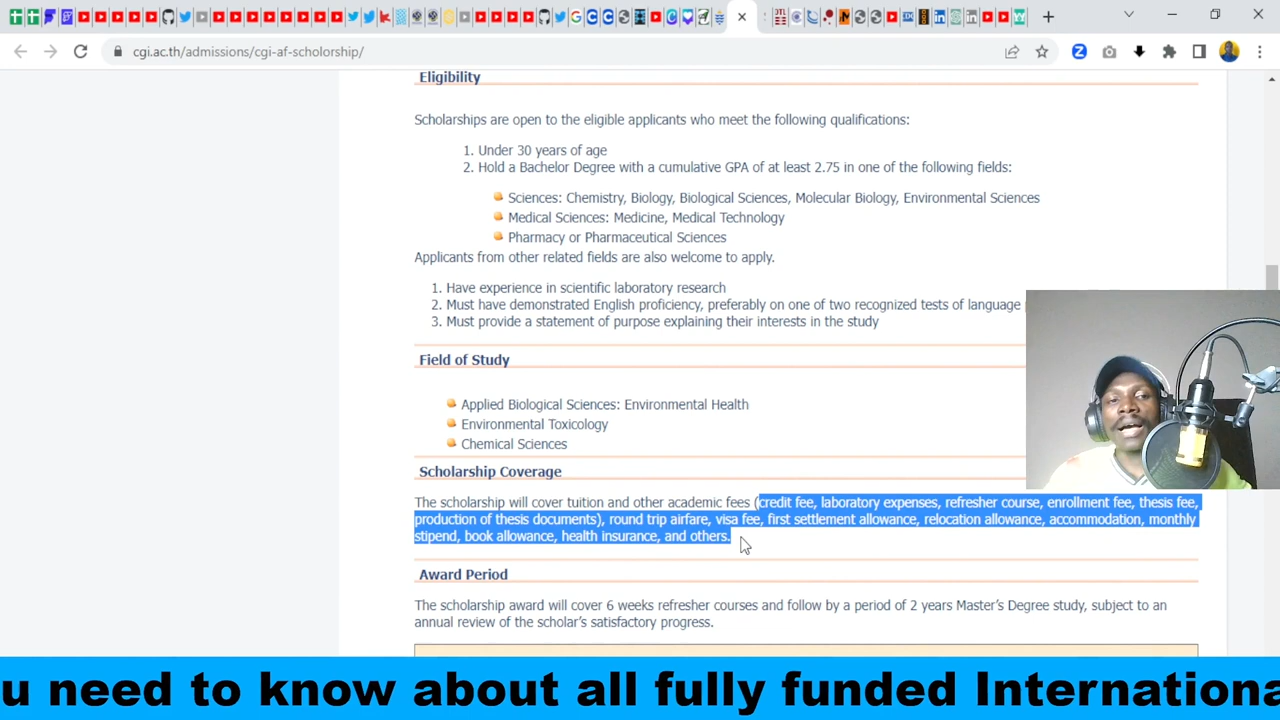 cgi.ac.th/admissions/cgi-af-scholorship/
Eligibility
Scholarships are open to the eligible applicants who meet the following qualifications:
1. Under 30 years of age
2. Hold a Bachelor Degree with a cumulative GPA of at least 2.75 in one of the following fields:
Sciences: Chemistry, Biology, Biological Sciences, Molecular Biology, Environmental Sciences
Medical Sciences: Medicine, Medical Technology
Pharmacy or Pharmaceutical Sciences
Applicants from other related fields are also welcome to apply.
1. Have experience in scientific laboratory research
2. Must have demonstrated English proficiency, preferably on one of two recognized tests of language
3. Must provide a statement of purpose explaining their interests in the study
Field of Study
Applied Biological Sciences: Environmental Health
Environmental Toxicology
Chemical Sciences
Scholarship Coverage
The scholarship will cover tuition and other academic fees (credit fee, laboratory expenses, refresher course, enrollment fee, thesis fee,
production of thesis documents), round trip airfare, visa fee, first settlement allowance, relocation allowance, accommodation, monthly
stipend, book allowance, health insurance, and others.
Award Period
The scholarship award will cover 6 weeks refresher courses and follow by a period of 2 years Master's Degree study, subject to an
annual review of the scholar's satisfactory progress.
u need to know about all fully funded Internationa